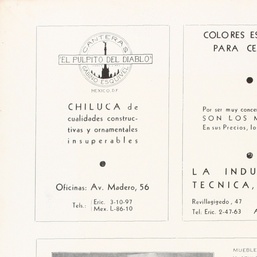 CANTERAS
"EL PULPITO DEL DIABLO"
MEXICO. D.F.
CHILUCA de
cualidades construc-
tivas y ornamentales
insuperables
Oficinas: Av. Madero, 56
Tels.: Eric. 3-10-97
Mex. L-86-10
COLORES ES
PARA CE
Por ser muy conce
SON LOS M
En sus Precios, lo
LA INDU
TECNICA,
Revillagigedo, 47
Tel: Eric. 2-47-63
MUEBLE